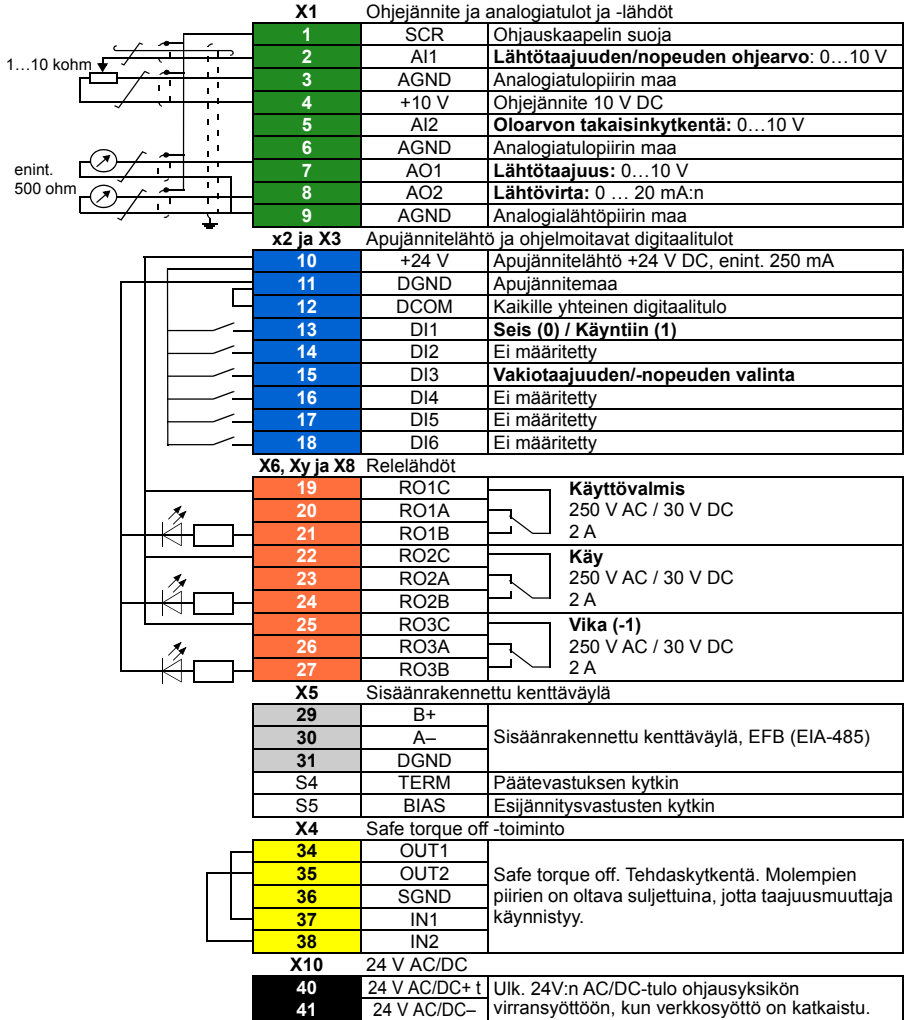 X1 Ohjejännite ja analogiatulot ja -lähdöt
1 SCR Ohjauskaapelin suoja
2 AI1 Lähtötaajuuden/nopeuden ohjearvo: 0…10 V
1…10 kohm
3 AGND Analogiatulopiirin maa
4 +10 V Ohjejännite 10 V DC
5 AI2 Oloarvon takaisinkytkentä: 0…10 V
6 AGND Analogiatulopiirin maa
enint.
500 ohm
7 AO1 Lähtötaajuus: 0…10 V
8 AO2 Lähtövirta: 0 … 20 mA:n
9 AGND Analogialähtöpiirin maa
x2 ja X3 Apujännitelähtö ja ohjelmoitavat digitaalitulot
10 +24 V Apujännitelähtö +24 V DC, enint. 250 mA
11 DGND Apujännitemaa
12 DCOM Kaikille yhteinen digitaalitulo
13 DI1 Seis (0) / Käyntiin (1)
14 DI2 Ei määritetty
15 DI3 Vakiotaajuuden/-nopeuden valinta
16 DI4 Ei määritetty
17 DI5 Ei määritetty
18 DI6 Ei määritetty
X6, Xy ja X8 Relelähdöt
19 RO1C Käyttövalmis
20 RO1A 250 V AC / 30 V DC
21 RO1B 2 A
22 RO2C Käy
23 RO2A 250 V AC / 30 V DC
24 RO2B 2 A
25 RO3C Vika (-1)
26 RO3A 250 V AC / 30 V DC
27 RO3B 2 A
X5 Sisäänrakennettu kenttäväylä
29 B+
30 A– Sisäänrakennettu kenttäväylä, EFB (EIA-485)
31 DGND
S4 TERM Päätevastuksen kytkin
S5 BIAS Esijännitysvastusten kytkin
X4 Safe torque off -toiminto
34 OUT1
35 OUT2 Safe torque off. Tehdaskytkentä. Molempien
36 SGND piirien on oltava suljettuina, jotta taajuusmuuttaja
37 IN1 käynnistyy.
38 IN2
X10 24 V AC/DC
40 24 V AC/DC+ t Ulk. 24V:n AC/DC-tulo ohjausyksikön
41 24 V AC/DC– virransyöttöön, kun verkkosyöttö on katkaistu.